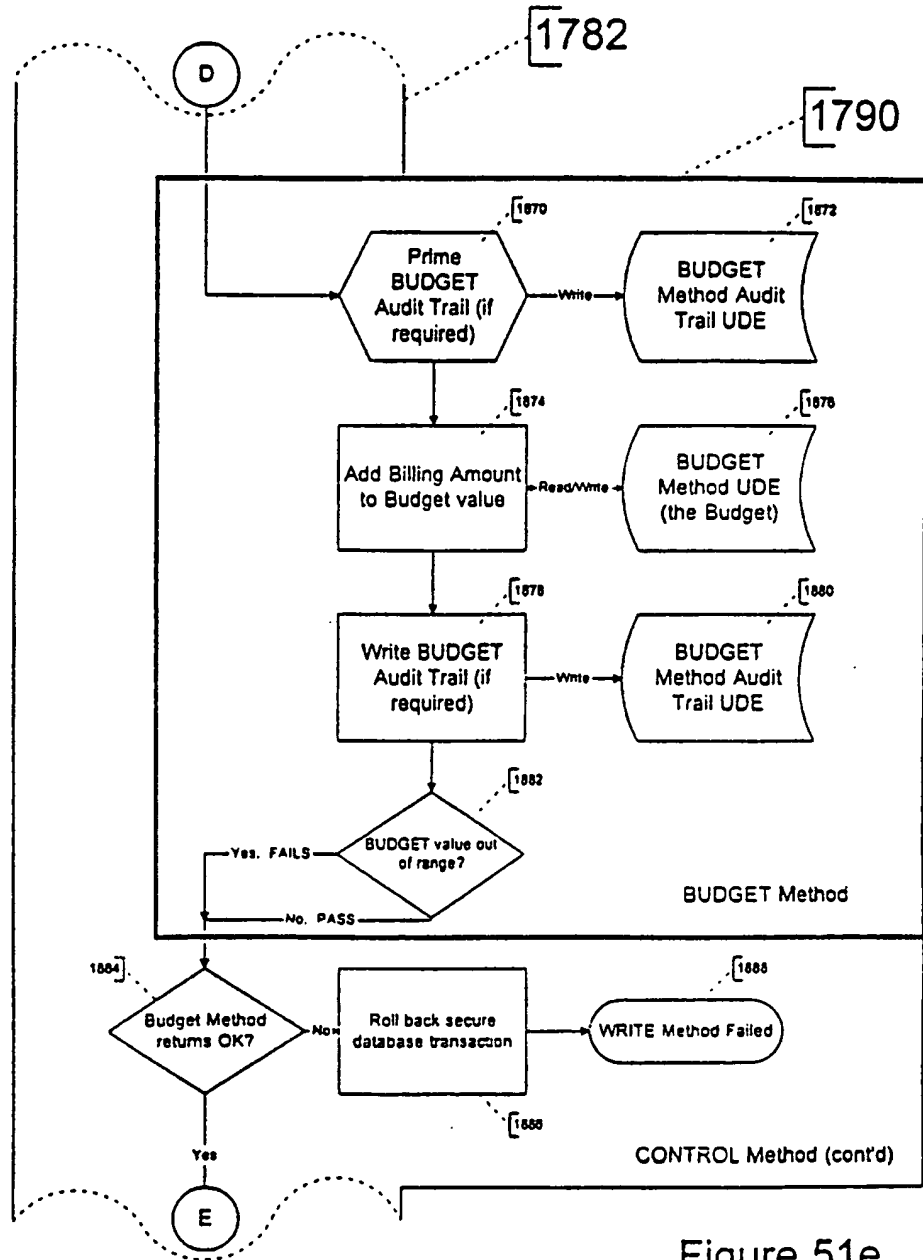 1782
D
1790
1870
Prime
BUDGET
Audit Trail (if
required)
Write
1872
BUDGET
Method Audit
Trail UDE
1874
Add Billing Amount
to Budget value
Read/Write
1876
BUDGET
Method UDE
(the Budget)
1878
Write BUDGET
Audit Trail (if
required)
Write
1880
BUDGET
Method Audit
Trail UDE
1882
BUDGET value out
of range?
Yes. FAILS
No. PASS
BUDGET Method
1884
Budget Method
returns OK?
No
Roll back secure
database transaction
1886
1888
WRITE Method Failed
Yes
CONTROL Method (cont'd)
E
Figure 51e